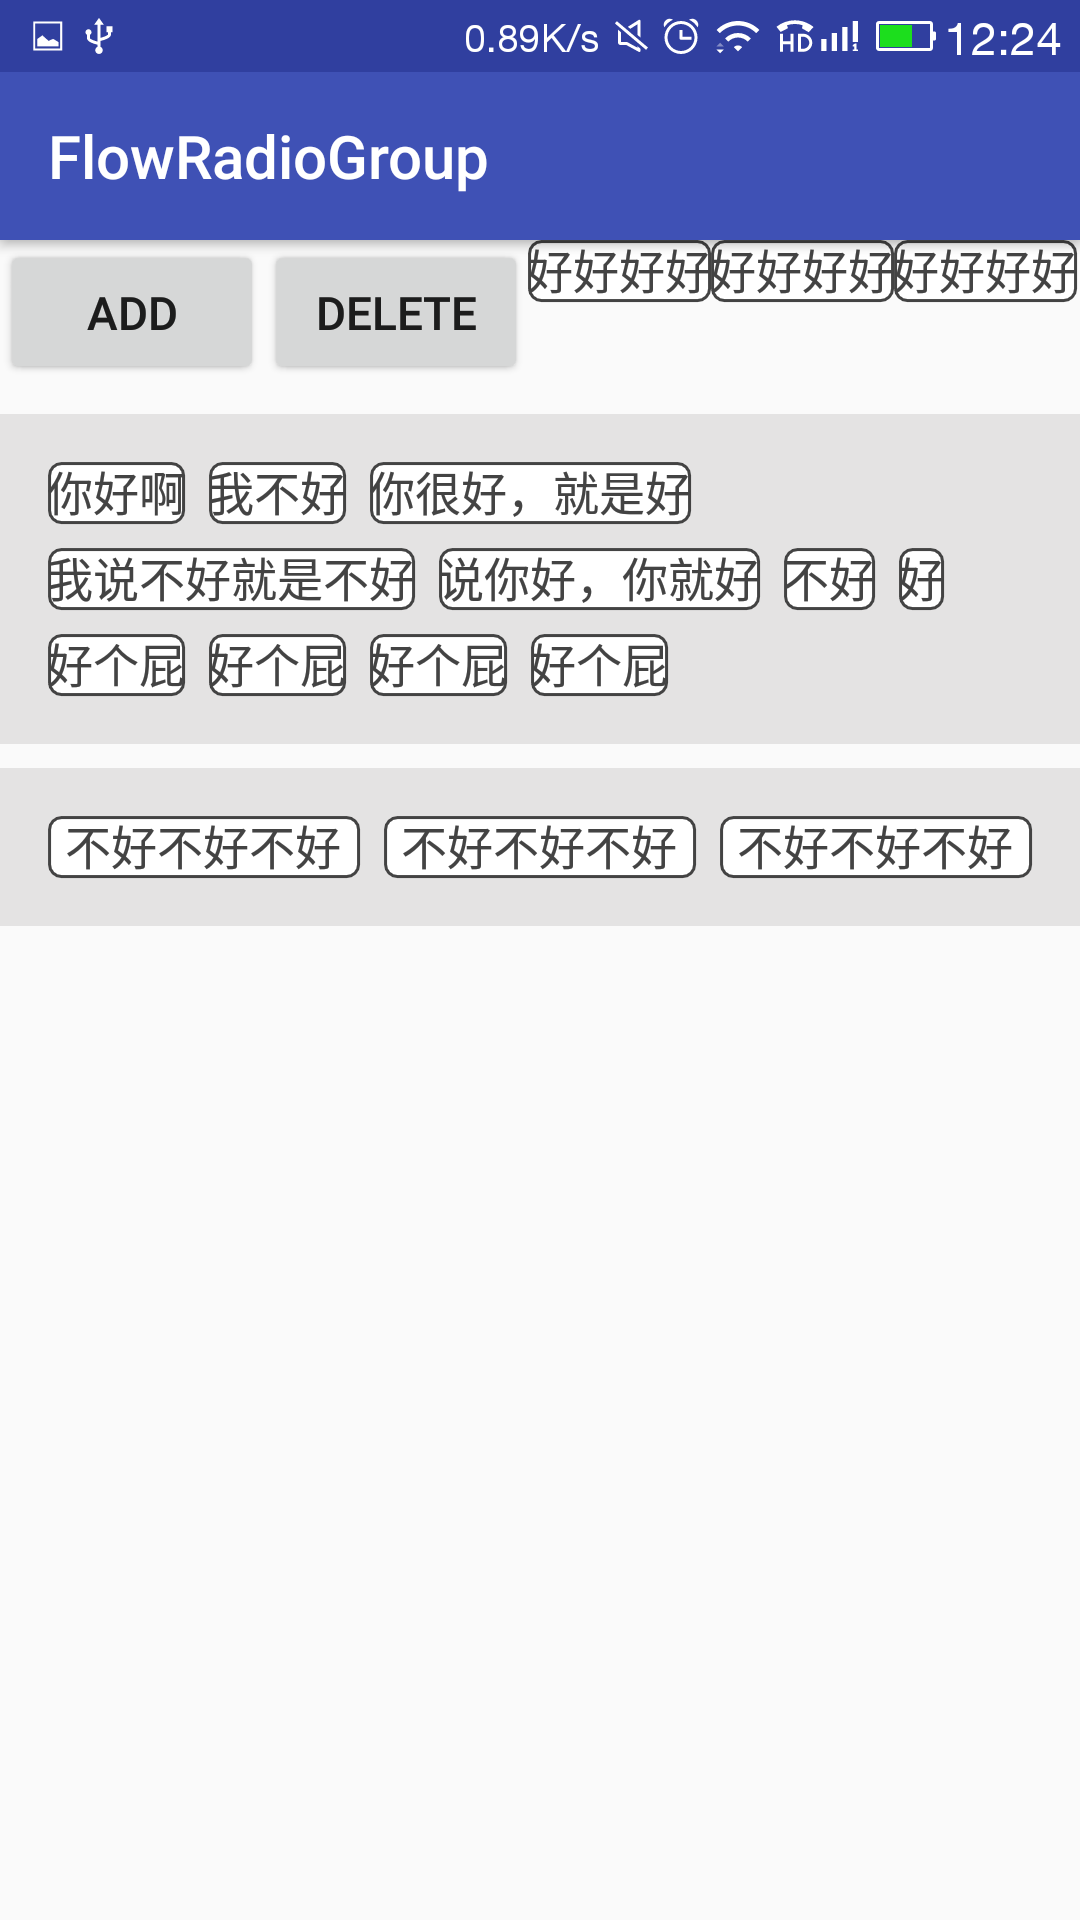 0.89K/s HD 12:24
FlowRadioGroup
ADD DELETE 好好好好 好好好好 好好好好
你好啊 我不好 你很好，就是好
我说不好就是不好 说你好，你就好 不好 好
好个屁 好个屁 好个屁 好个屁
不好不好不好 不好不好不好 不好不好不好